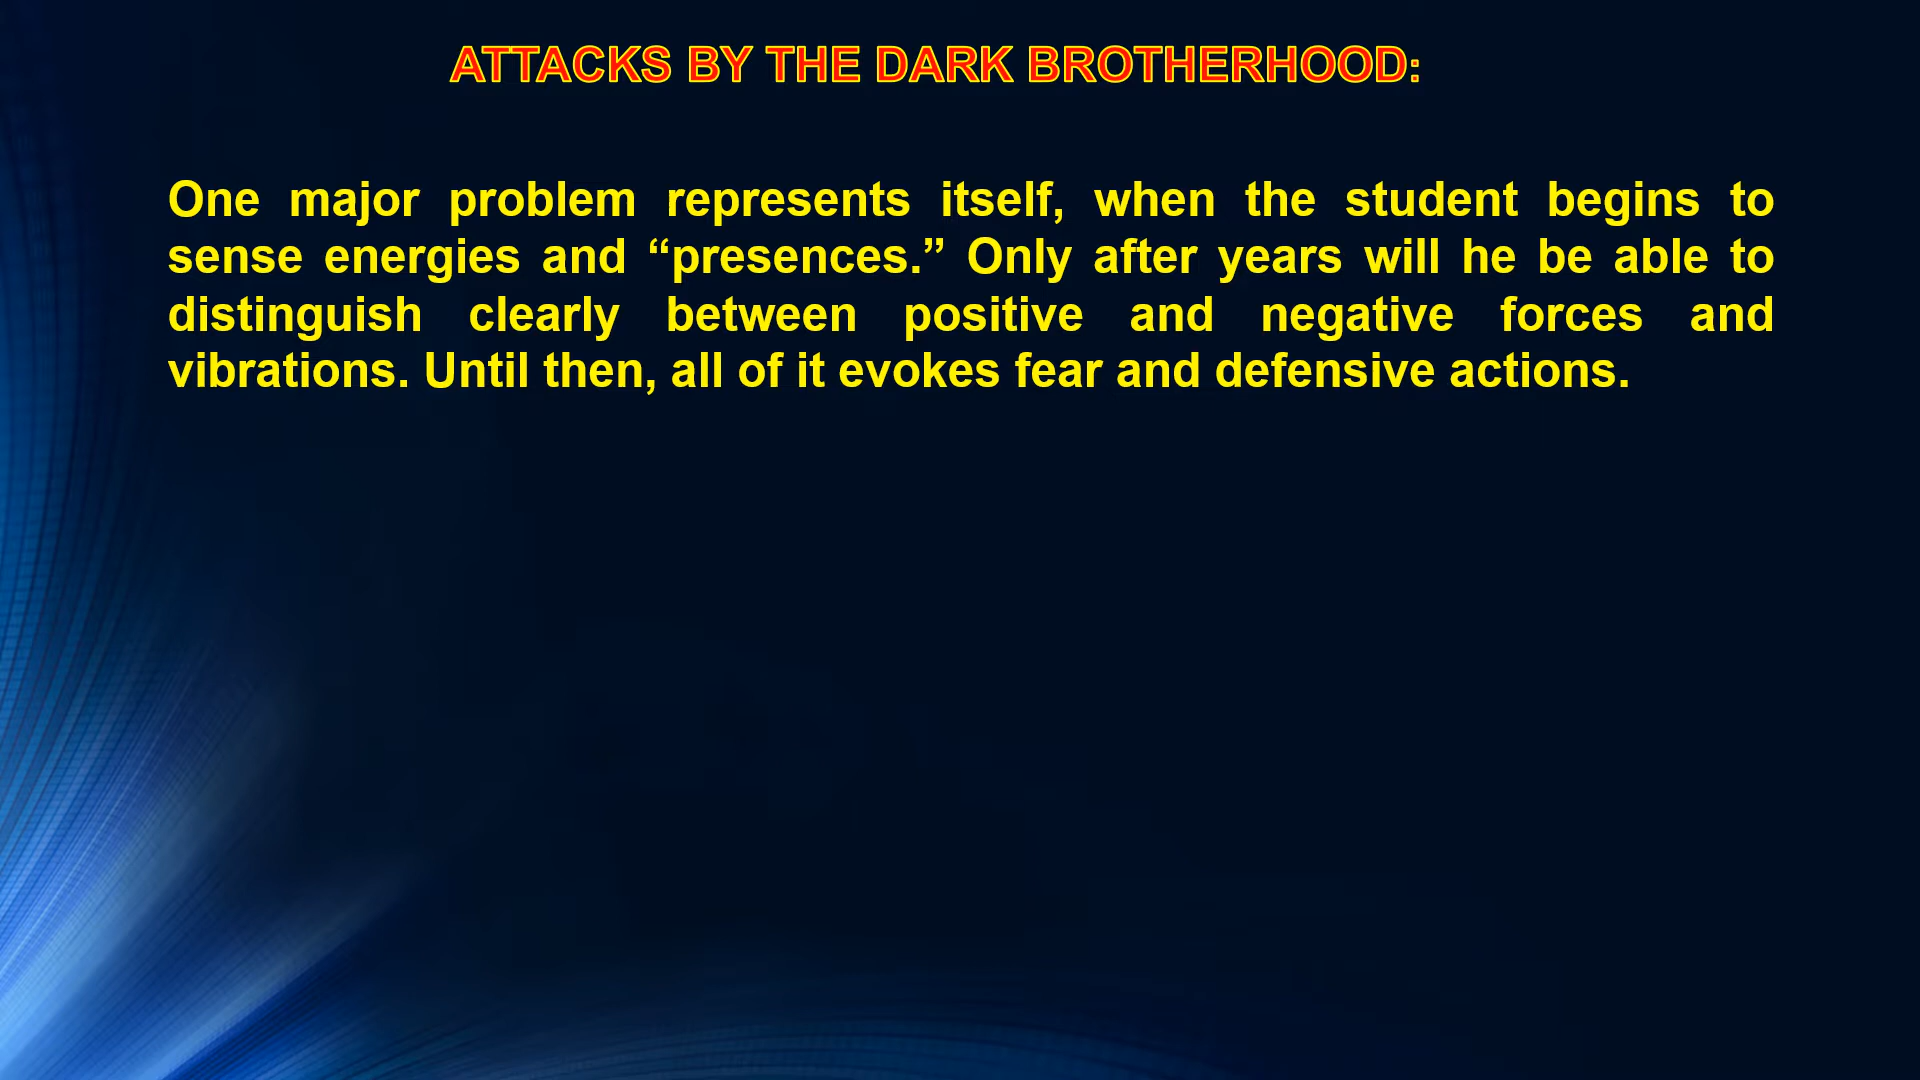 ATTACKS BY THE DARK BROTHERHOOD:
One major problem represents itself, when the student begins to
sense energies and “presences.” Only after years will he be able to
distinguish clearly between positive and negative forces and
vibrations. Until then, all of it evokes fear and defensive actions.